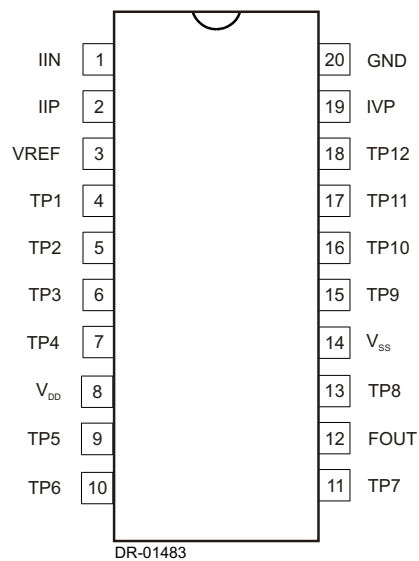 IIN 1 20 GND
IIP 2 19 IVP
VREF 3 18 TP12
TP1 4 17 TP11
TP2 5 16 TP10
TP3 6 15 TP9
TP4 7 14 VSS
VDD 8 13 TP8
TP5 9 12 FOUT
TP6 10 11 TP7
DR-01483